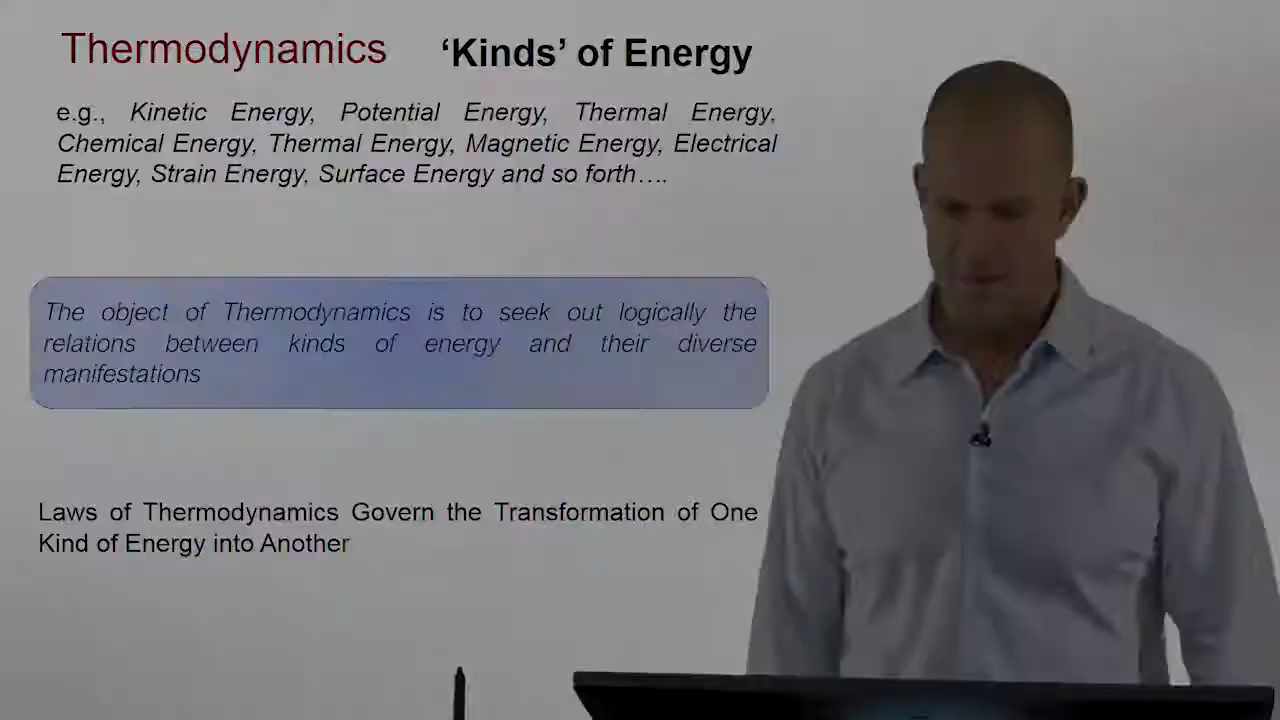 Thermodynamics ‘Kinds’ of Energy
e.g., Kinetic Energy, Potential Energy, Thermal Energy,
Chemical Energy, Thermal Energy, Magnetic Energy, Electrical
Energy, Strain Energy, Surface Energy and so forth….
The object of Thermodynamics is to seek out logically the
relations between kinds of energy and their diverse
manifestations
Laws of Thermodynamics Govern the Transformation of One
Kind of Energy into Another